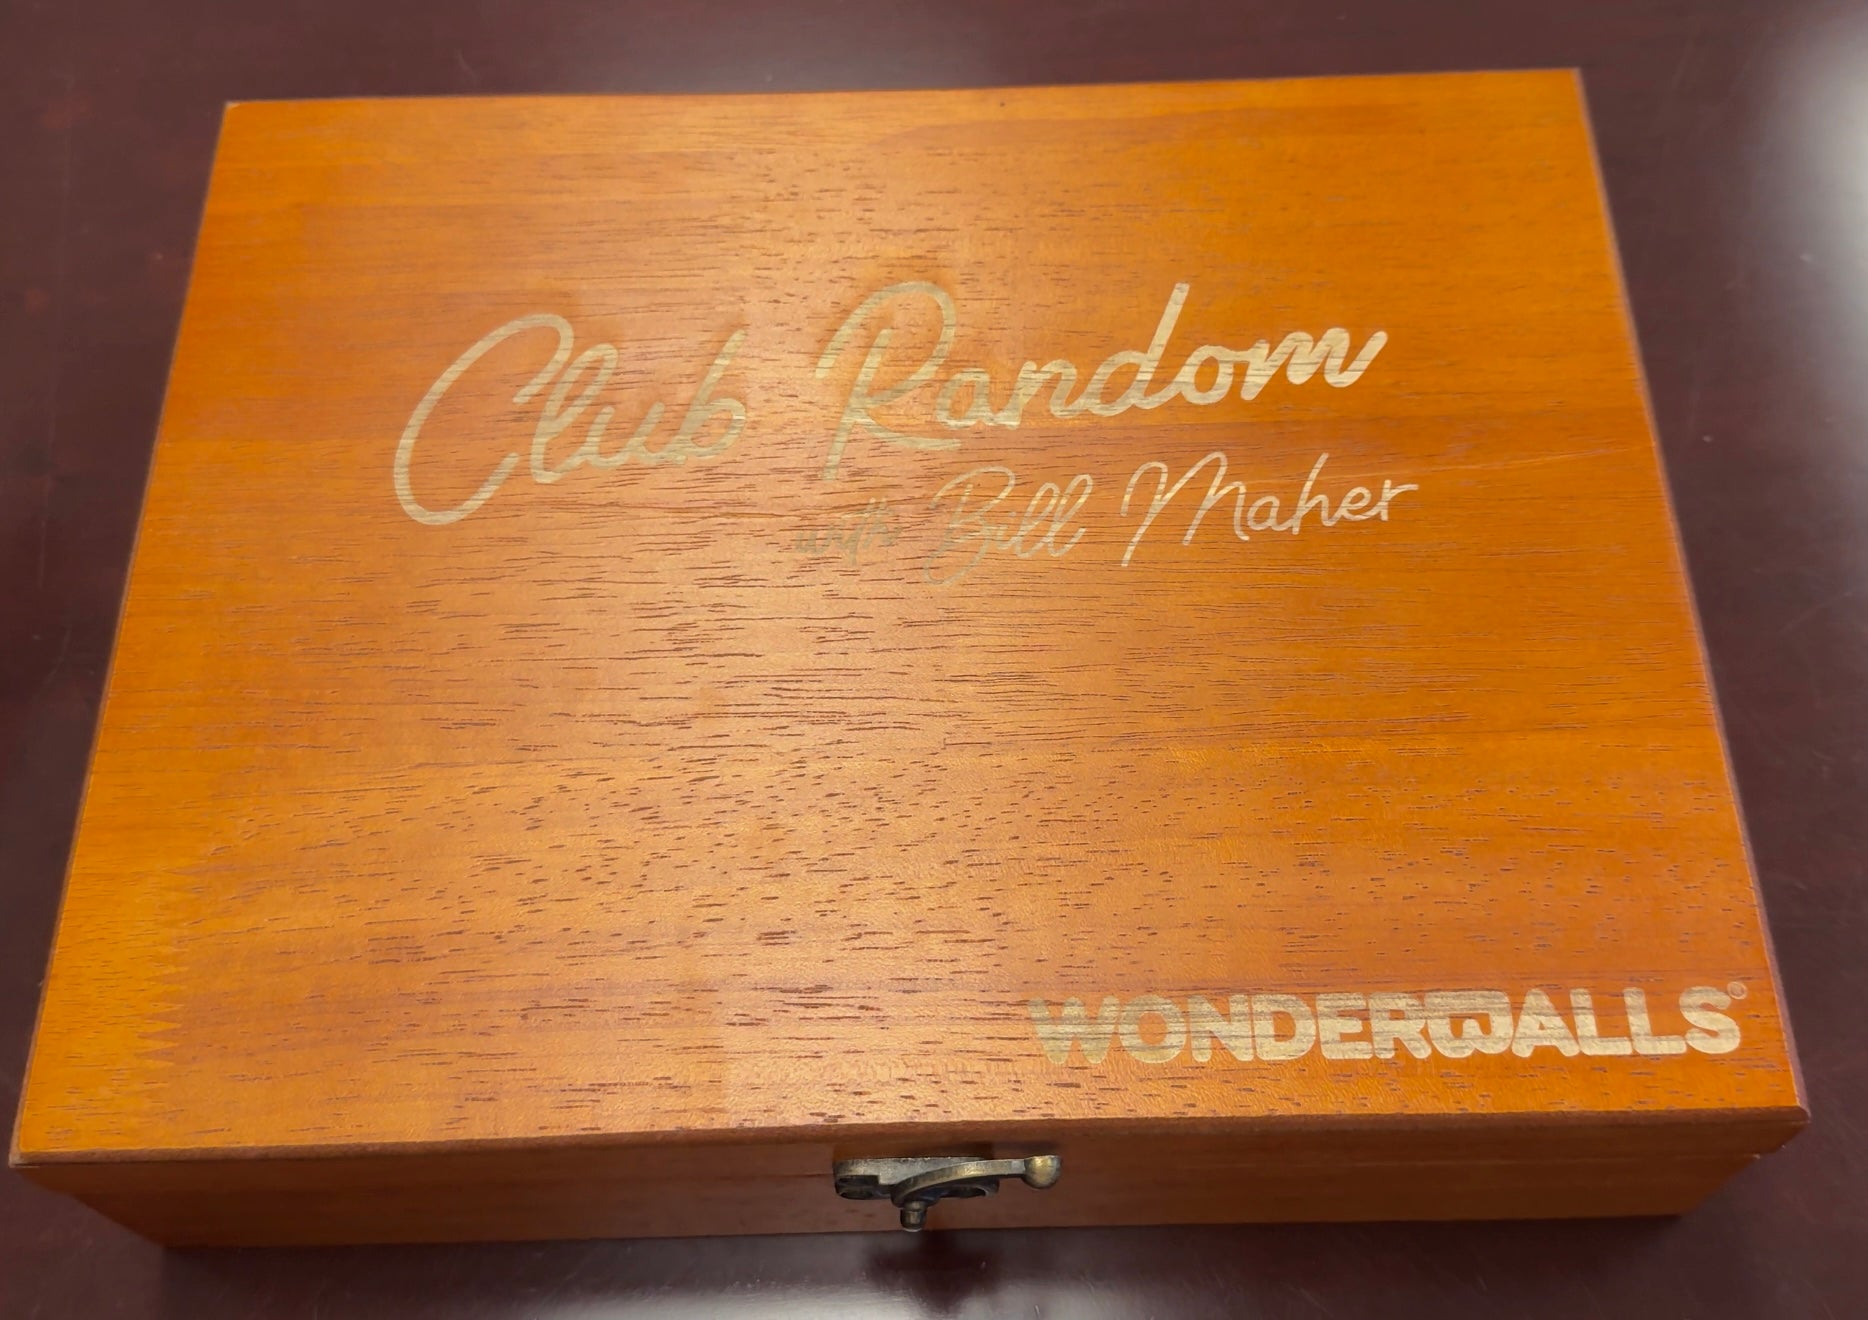 Club Random
with Bill Maher
WONDERWALLS®